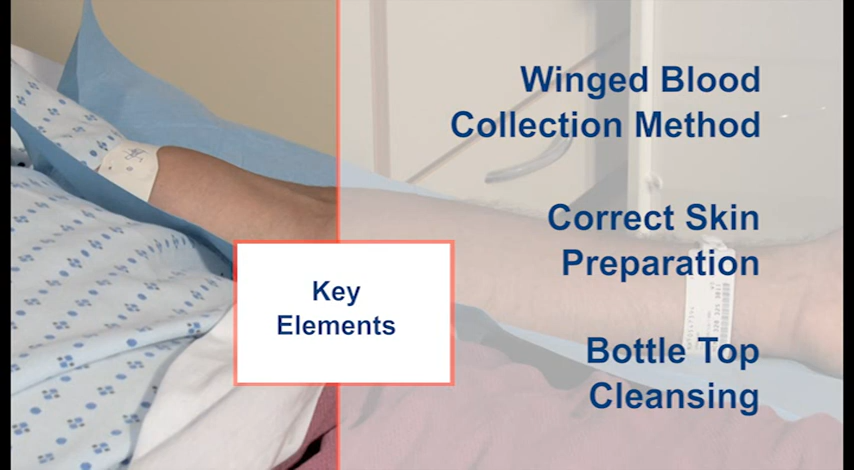 Winged Blood
Collection Method
Correct Skin
Preparation
Bottle Top
Cleansing
Key
Elements